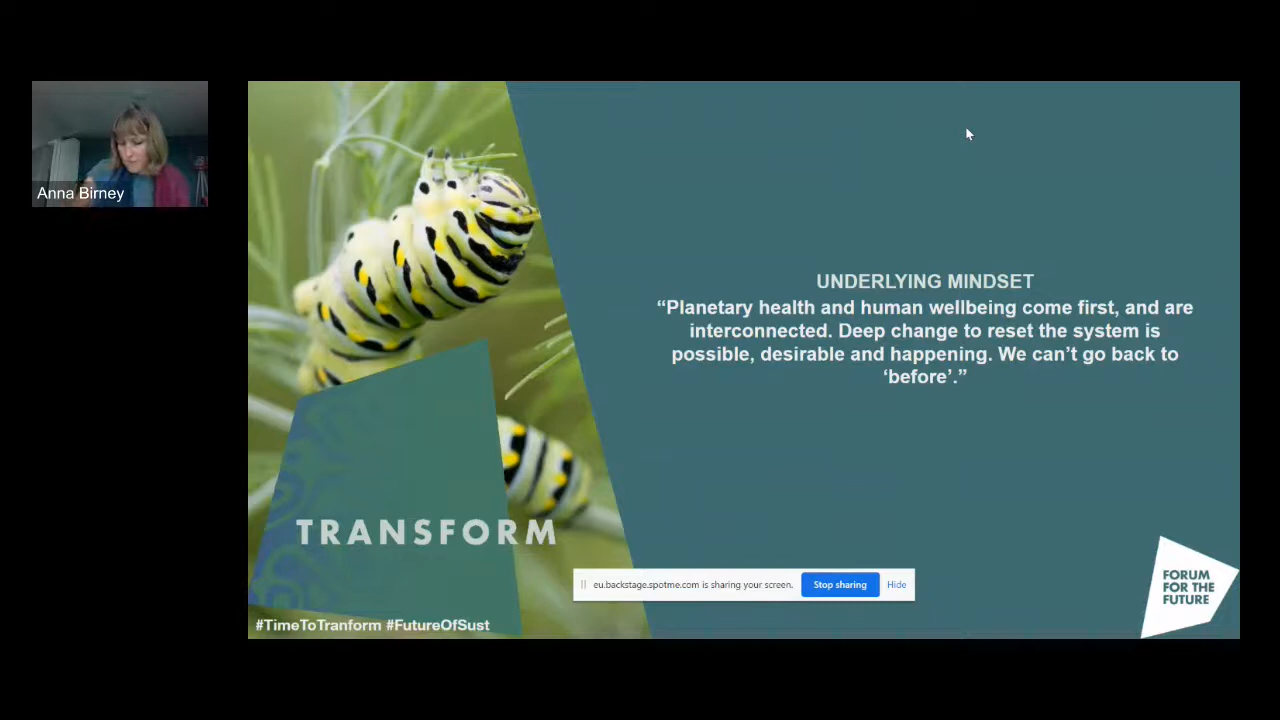 Anna Birney
UNDERLYING MINDSET
“Planetary health and human wellbeing come first, and are
interconnected. Deep change to reset the system is
possible, desirable and happening. We can’t go back to
‘before’.”
TRANSFORM
eu.backstage.spotme.com is sharing your screen.
Stop sharing
Hide
FORUM
FOR THE
FUTURE
#TimeToTranform #FutureOfSust